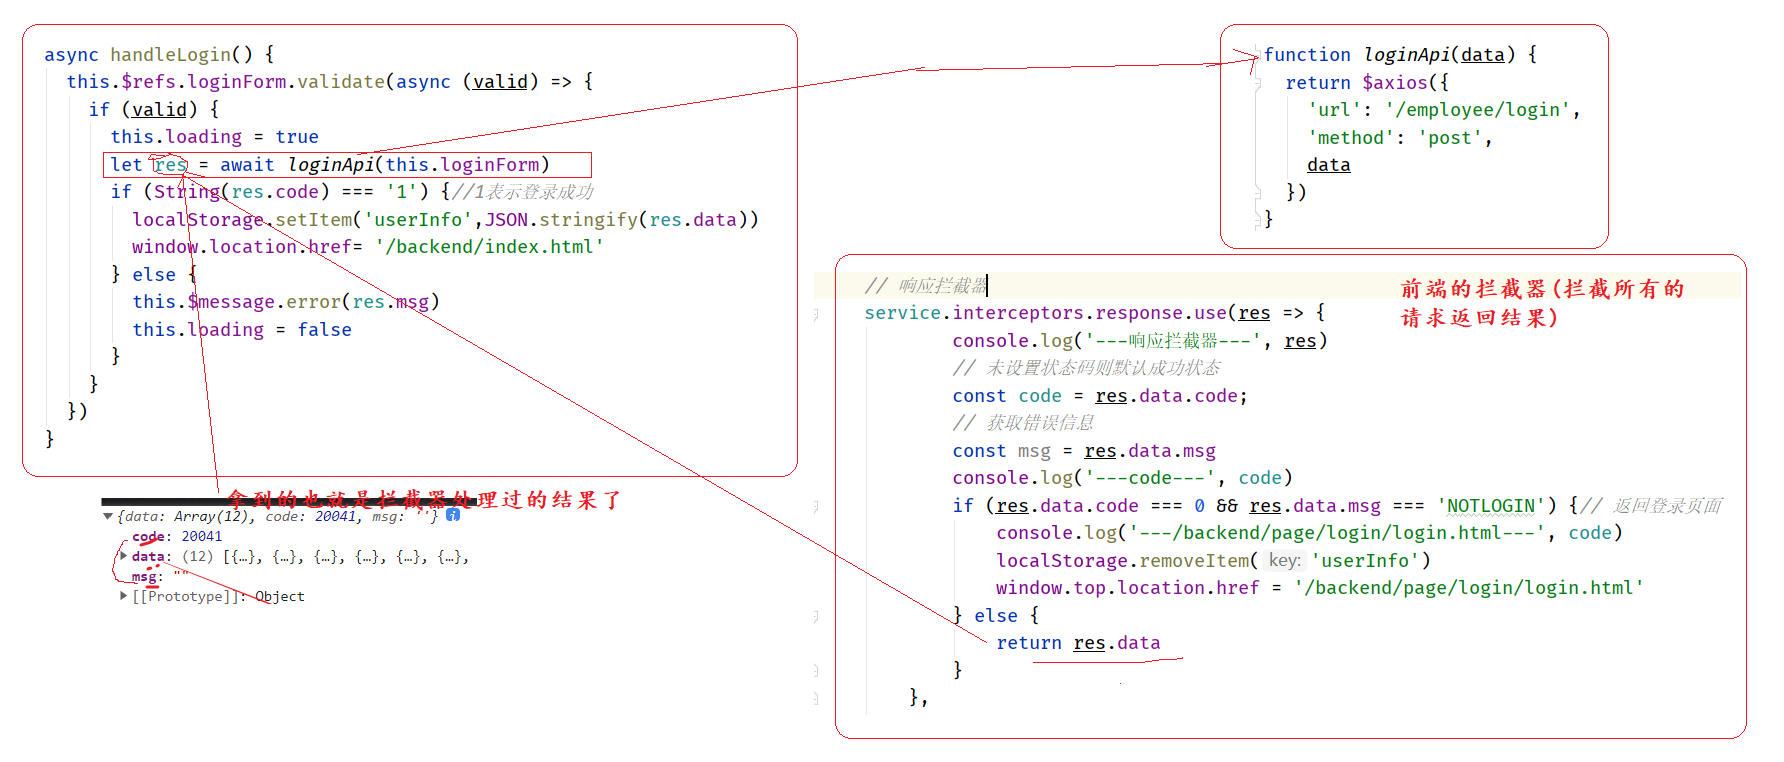 async handleLogin() {
this.$refs.loginForm.validate(async (valid) => {
if (valid) {
this.loading = true
let res = await loginApi(this.loginForm)
if (String(res.code) === '1') {//1表示登录成功
localStorage.setItem('userInfo',JSON.stringify(res.data))
window.location.href= '/backend/index.html'
} else {
this.$message.error(res.msg)
this.loading = false
}
}
})
}
拿到的也就是拦截器处理过的结果了
{data: Array(12), code: 20041, msg: ''}
code: 20041
data: (12) [{…}, {…}, {…}, {…}, {…}, {…},
msg: ""
[[Prototype]]: Object
function loginApi(data) {
return $axios({
'url': '/employee/login',
'method': 'post',
data
})
}
// 响应拦截器
前端的拦截器(拦截所有的
请求返回结果)
service.interceptors.response.use(res => {
console.log('---响应拦截器---', res)
// 未设置状态码则默认成功状态
const code = res.data.code;
// 获取错误信息
const msg = res.data.msg
console.log('---code---', code)
if (res.data.code === 0 && res.data.msg === 'NOTLOGIN') {// 返回登录页面
console.log('---/backend/page/login/login.html---', code)
localStorage.removeItem( key: 'userInfo')
window.top.location.href = '/backend/page/login/login.html'
} else {
return res.data
}
},